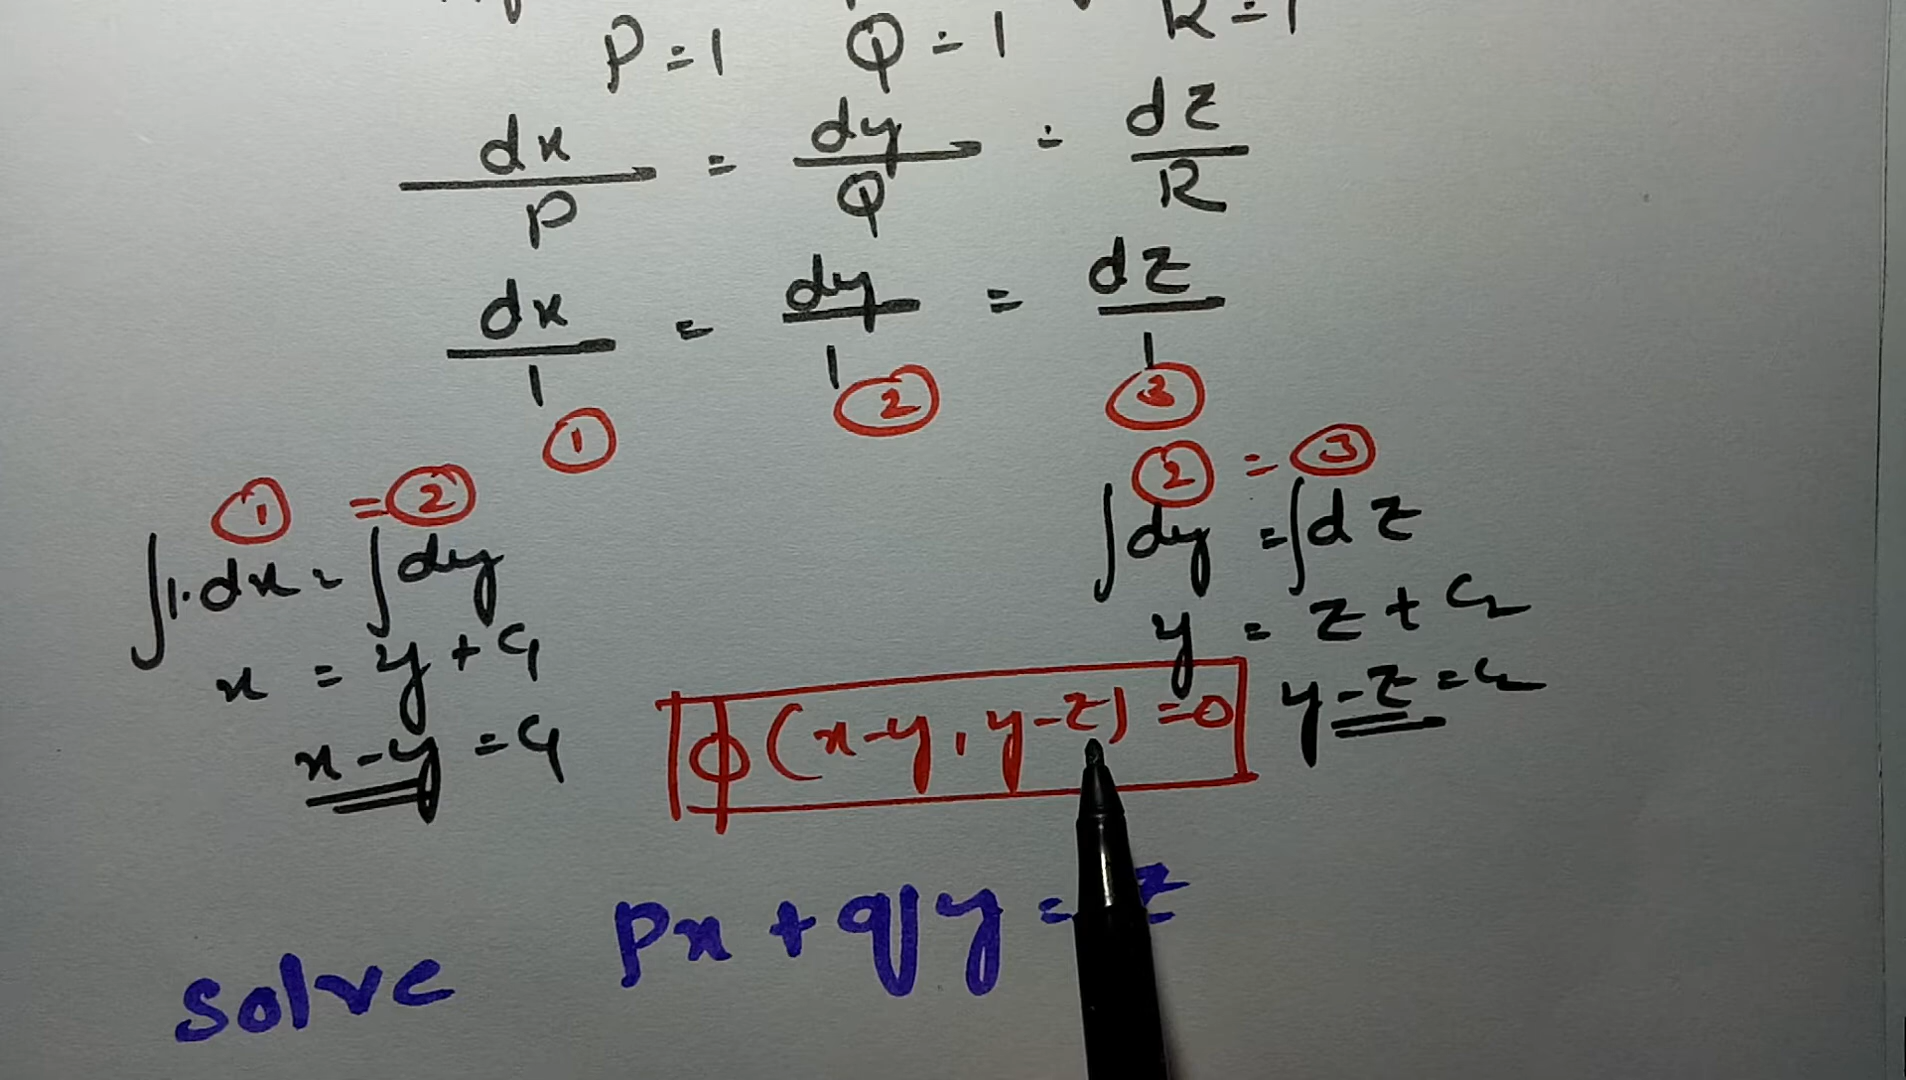 P = 1 Q = 1 R = 1
dx/P = dy/Q = dz/R
dx/1 = dy/1 = dz/1
① ② ③
① = ② ② = ③
∫1.dx = ∫dy ∫dy = ∫dz
x = y + c₁ y = z + c₂
x - y = c₁ y - z = c₂
φ(x-y, y-z) = 0
solve px + qy = z